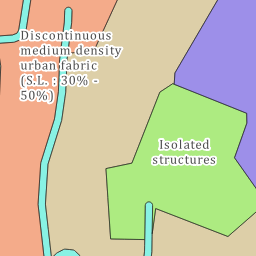 Discontinuous
medium-density
urban fabric
(S.L. : 30% -
50%)
Isolated
structures